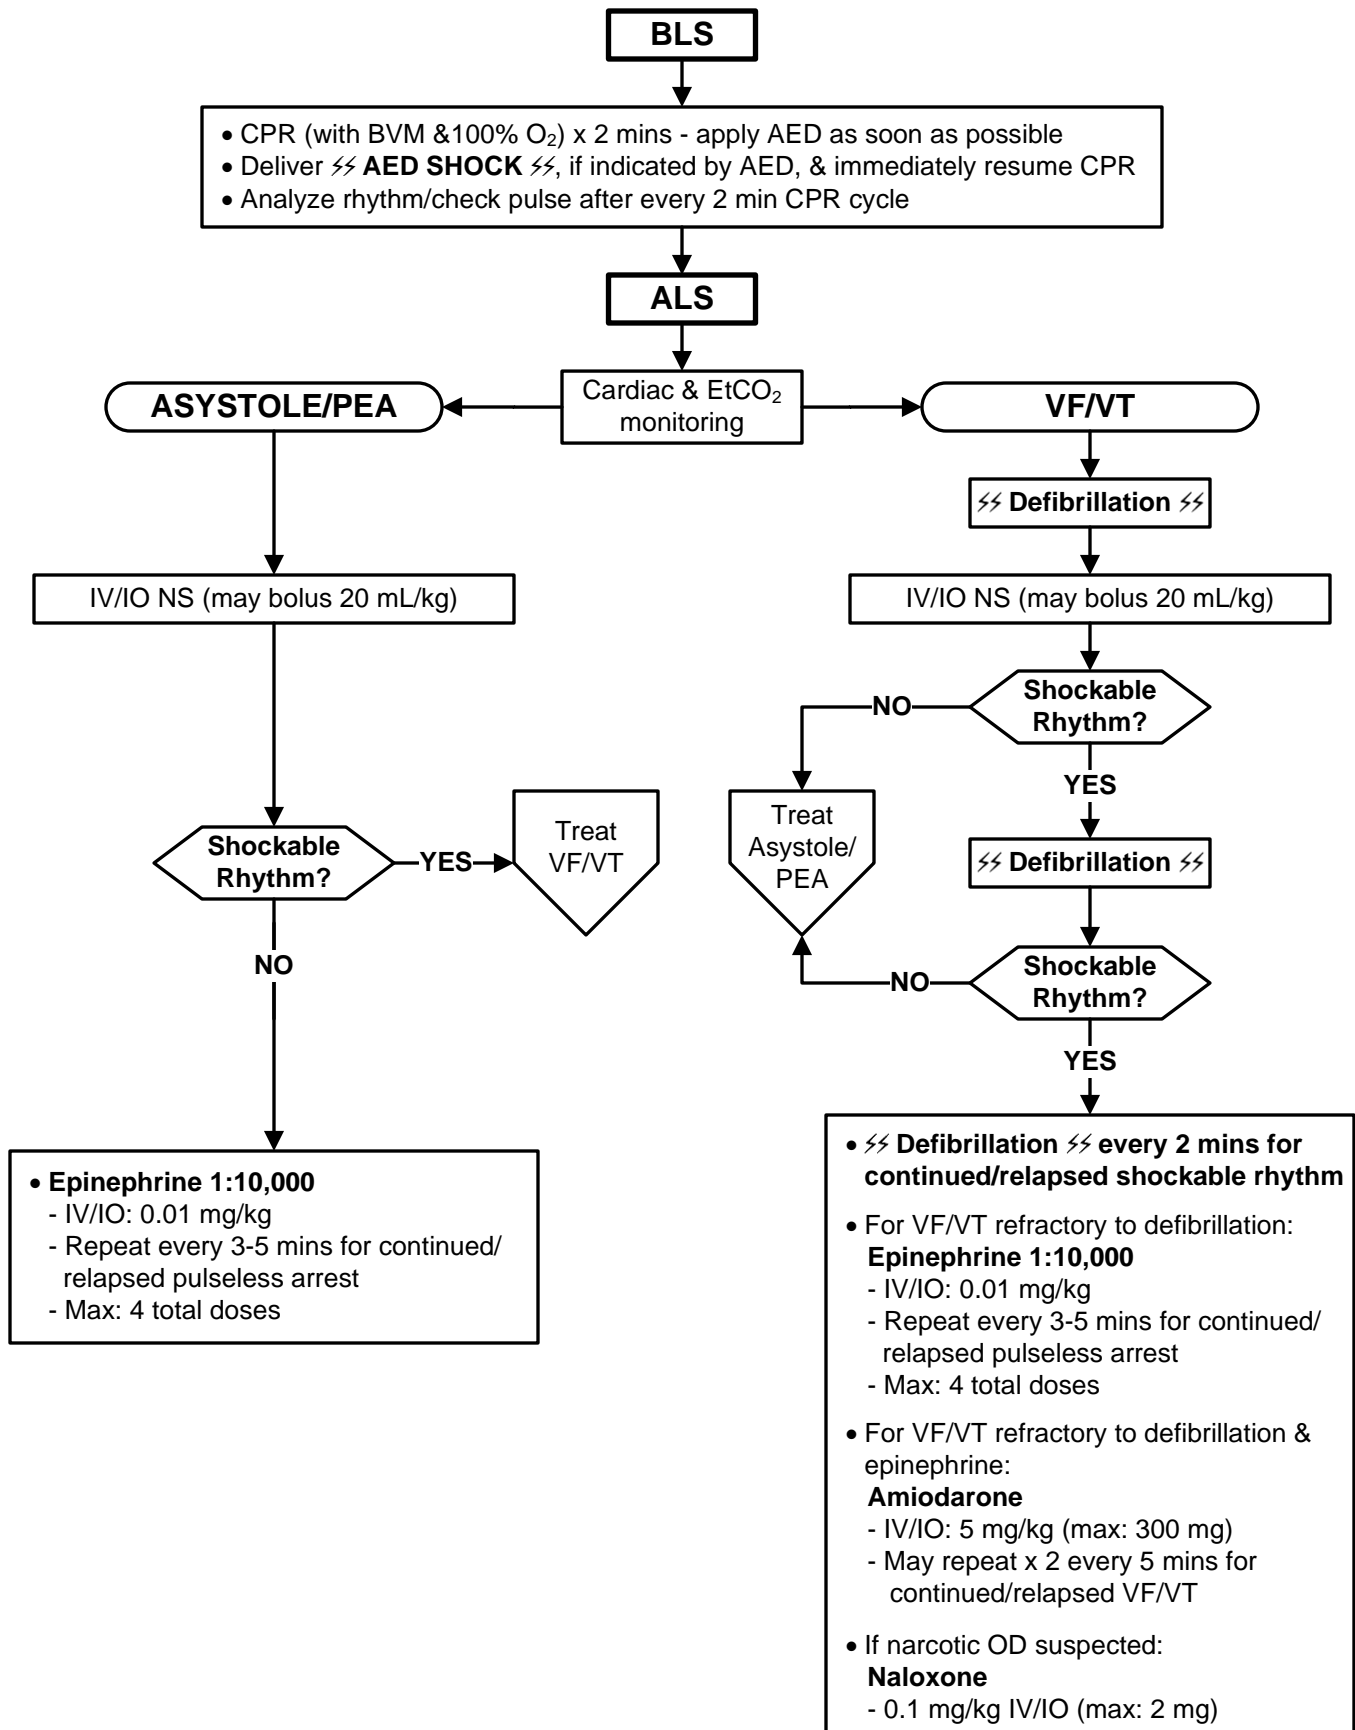 BLS
• CPR (with BVM &100% O₂) x 2 mins - apply AED as soon as possible
• Deliver ⚡⚡ AED SHOCK ⚡⚡, if indicated by AED, & immediately resume CPR
• Analyze rhythm/check pulse after every 2 min CPR cycle
ALS
Cardiac & EtCO₂
monitoring
ASYSTOLE/PEA
IV/IO NS (may bolus 20 mL/kg)
Shockable
Rhythm?
YES
Treat
VF/VT
NO
• Epinephrine 1:10,000
- IV/IO: 0.01 mg/kg
- Repeat every 3-5 mins for continued/
relapsed pulseless arrest
- Max: 4 total doses
VF/VT
⚡⚡ Defibrillation ⚡⚡
IV/IO NS (may bolus 20 mL/kg)
Shockable
Rhythm?
NO
Treat
Asystole/
PEA
YES
⚡⚡ Defibrillation ⚡⚡
Shockable
Rhythm?
NO
YES
• ⚡⚡ Defibrillation ⚡⚡ every 2 mins for
continued/relapsed shockable rhythm
• For VF/VT refractory to defibrillation:
Epinephrine 1:10,000
- IV/IO: 0.01 mg/kg
- Repeat every 3-5 mins for continued/
relapsed pulseless arrest
- Max: 4 total doses
• For VF/VT refractory to defibrillation &
epinephrine:
Amiodarone
- IV/IO: 5 mg/kg (max: 300 mg)
- May repeat x 2 every 5 mins for
continued/relapsed VF/VT
• If narcotic OD suspected:
Naloxone
- 0.1 mg/kg IV/IO (max: 2 mg)